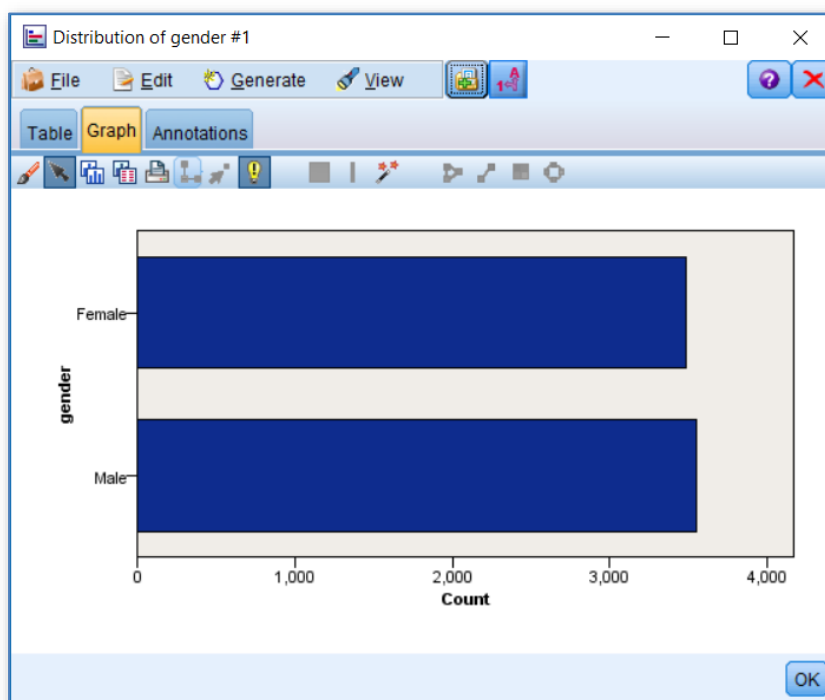 Distribution of gender #1
File Edit Generate View
Table Graph Annotations
Female
gender
Male
0 1,000 2,000 3,000 4,000
Count
OK